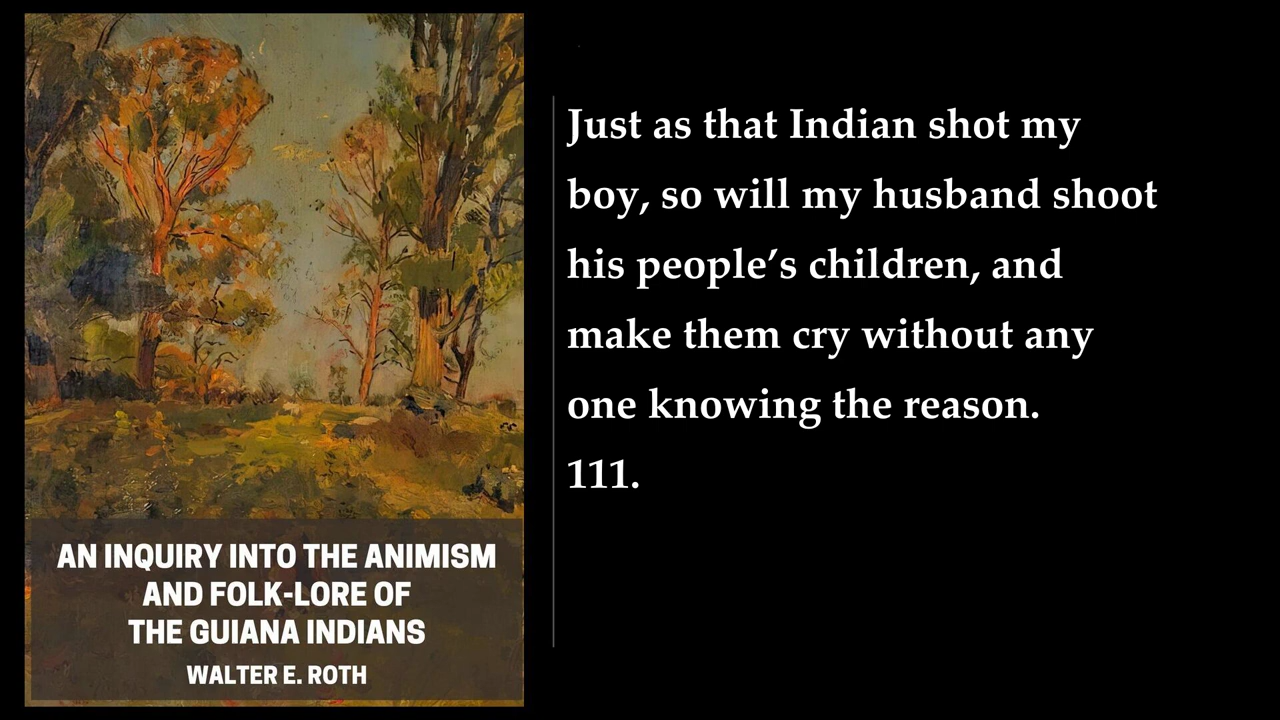 Just as that Indian shot my
boy, so will my husband shoot
his people’s children, and
make them cry without any
one knowing the reason.
111.
AN INQUIRY INTO THE ANIMISM
AND FOLK-LORE OF
THE GUIANA INDIANS
WALTER E. ROTH